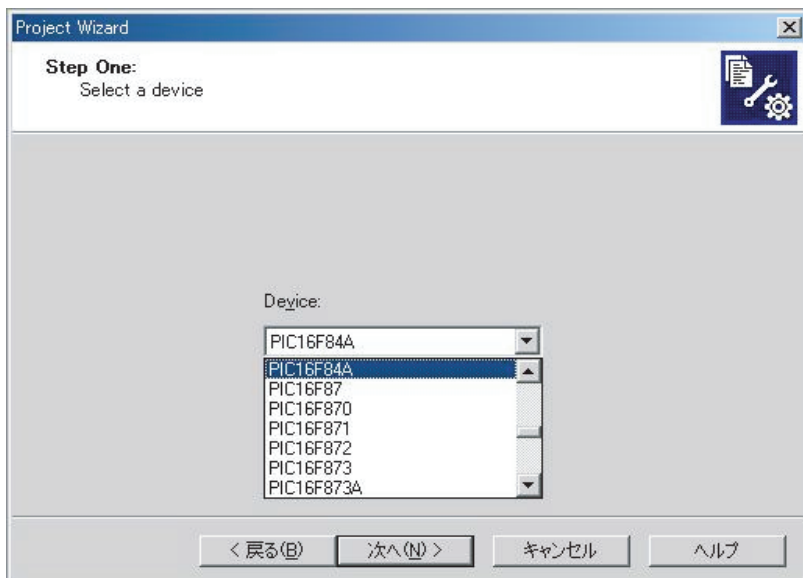 Project Wizard
Step One:
Select a device
Device:
PIC16F84A
PIC16F84A
PIC16F87
PIC16F870
PIC16F871
PIC16F872
PIC16F873
PIC16F873A
< 戻る(B) 次へ(N) > キャンセル ヘルプ